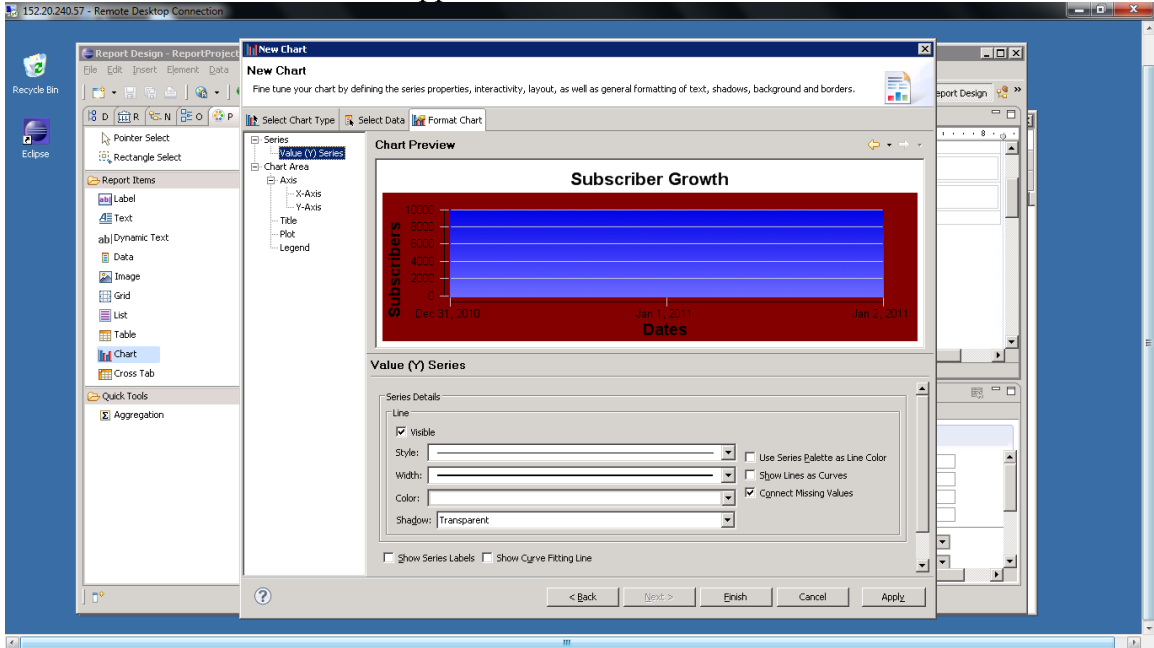 152.20.240.57 - Remote Desktop Connection
Recycle Bin
Eclipse
Report Design - ReportProject
File Edit Insert Element Data
D R N O P
Pointer Select
Rectangle Select
Report Items
Label
Text
ab| Dynamic Text
Data
Image
Grid
List
Table
Chart
Cross Tab
Quick Tools
Σ Aggregation
New Chart
New Chart
Fine tune your chart by defining the series properties, interactivity, layout, as well as general formatting of text, shadows, background and borders.
Select Chart Type Select Data Format Chart
Series
Value (Y) Series
Chart Area
Axis
X-Axis
Y-Axis
Title
Plot
Legend
Chart Preview
Subscriber Growth
Subscribers
10000
8000
6000
4000
2000
0
Dec 31, 2010 Jan 1, 2011 Jan 2, 2011
Dates
Value (Y) Series
Series Details
Line
Visible
Style:
Width:
Color:
Shadow: Transparent
Use Series Palette as Line Color
Show Lines as Curves
Connect Missing Values
Show Series Labels Show Curve Fitting Line
? < Back Next > Finish Cancel Apply
eport Design »
8